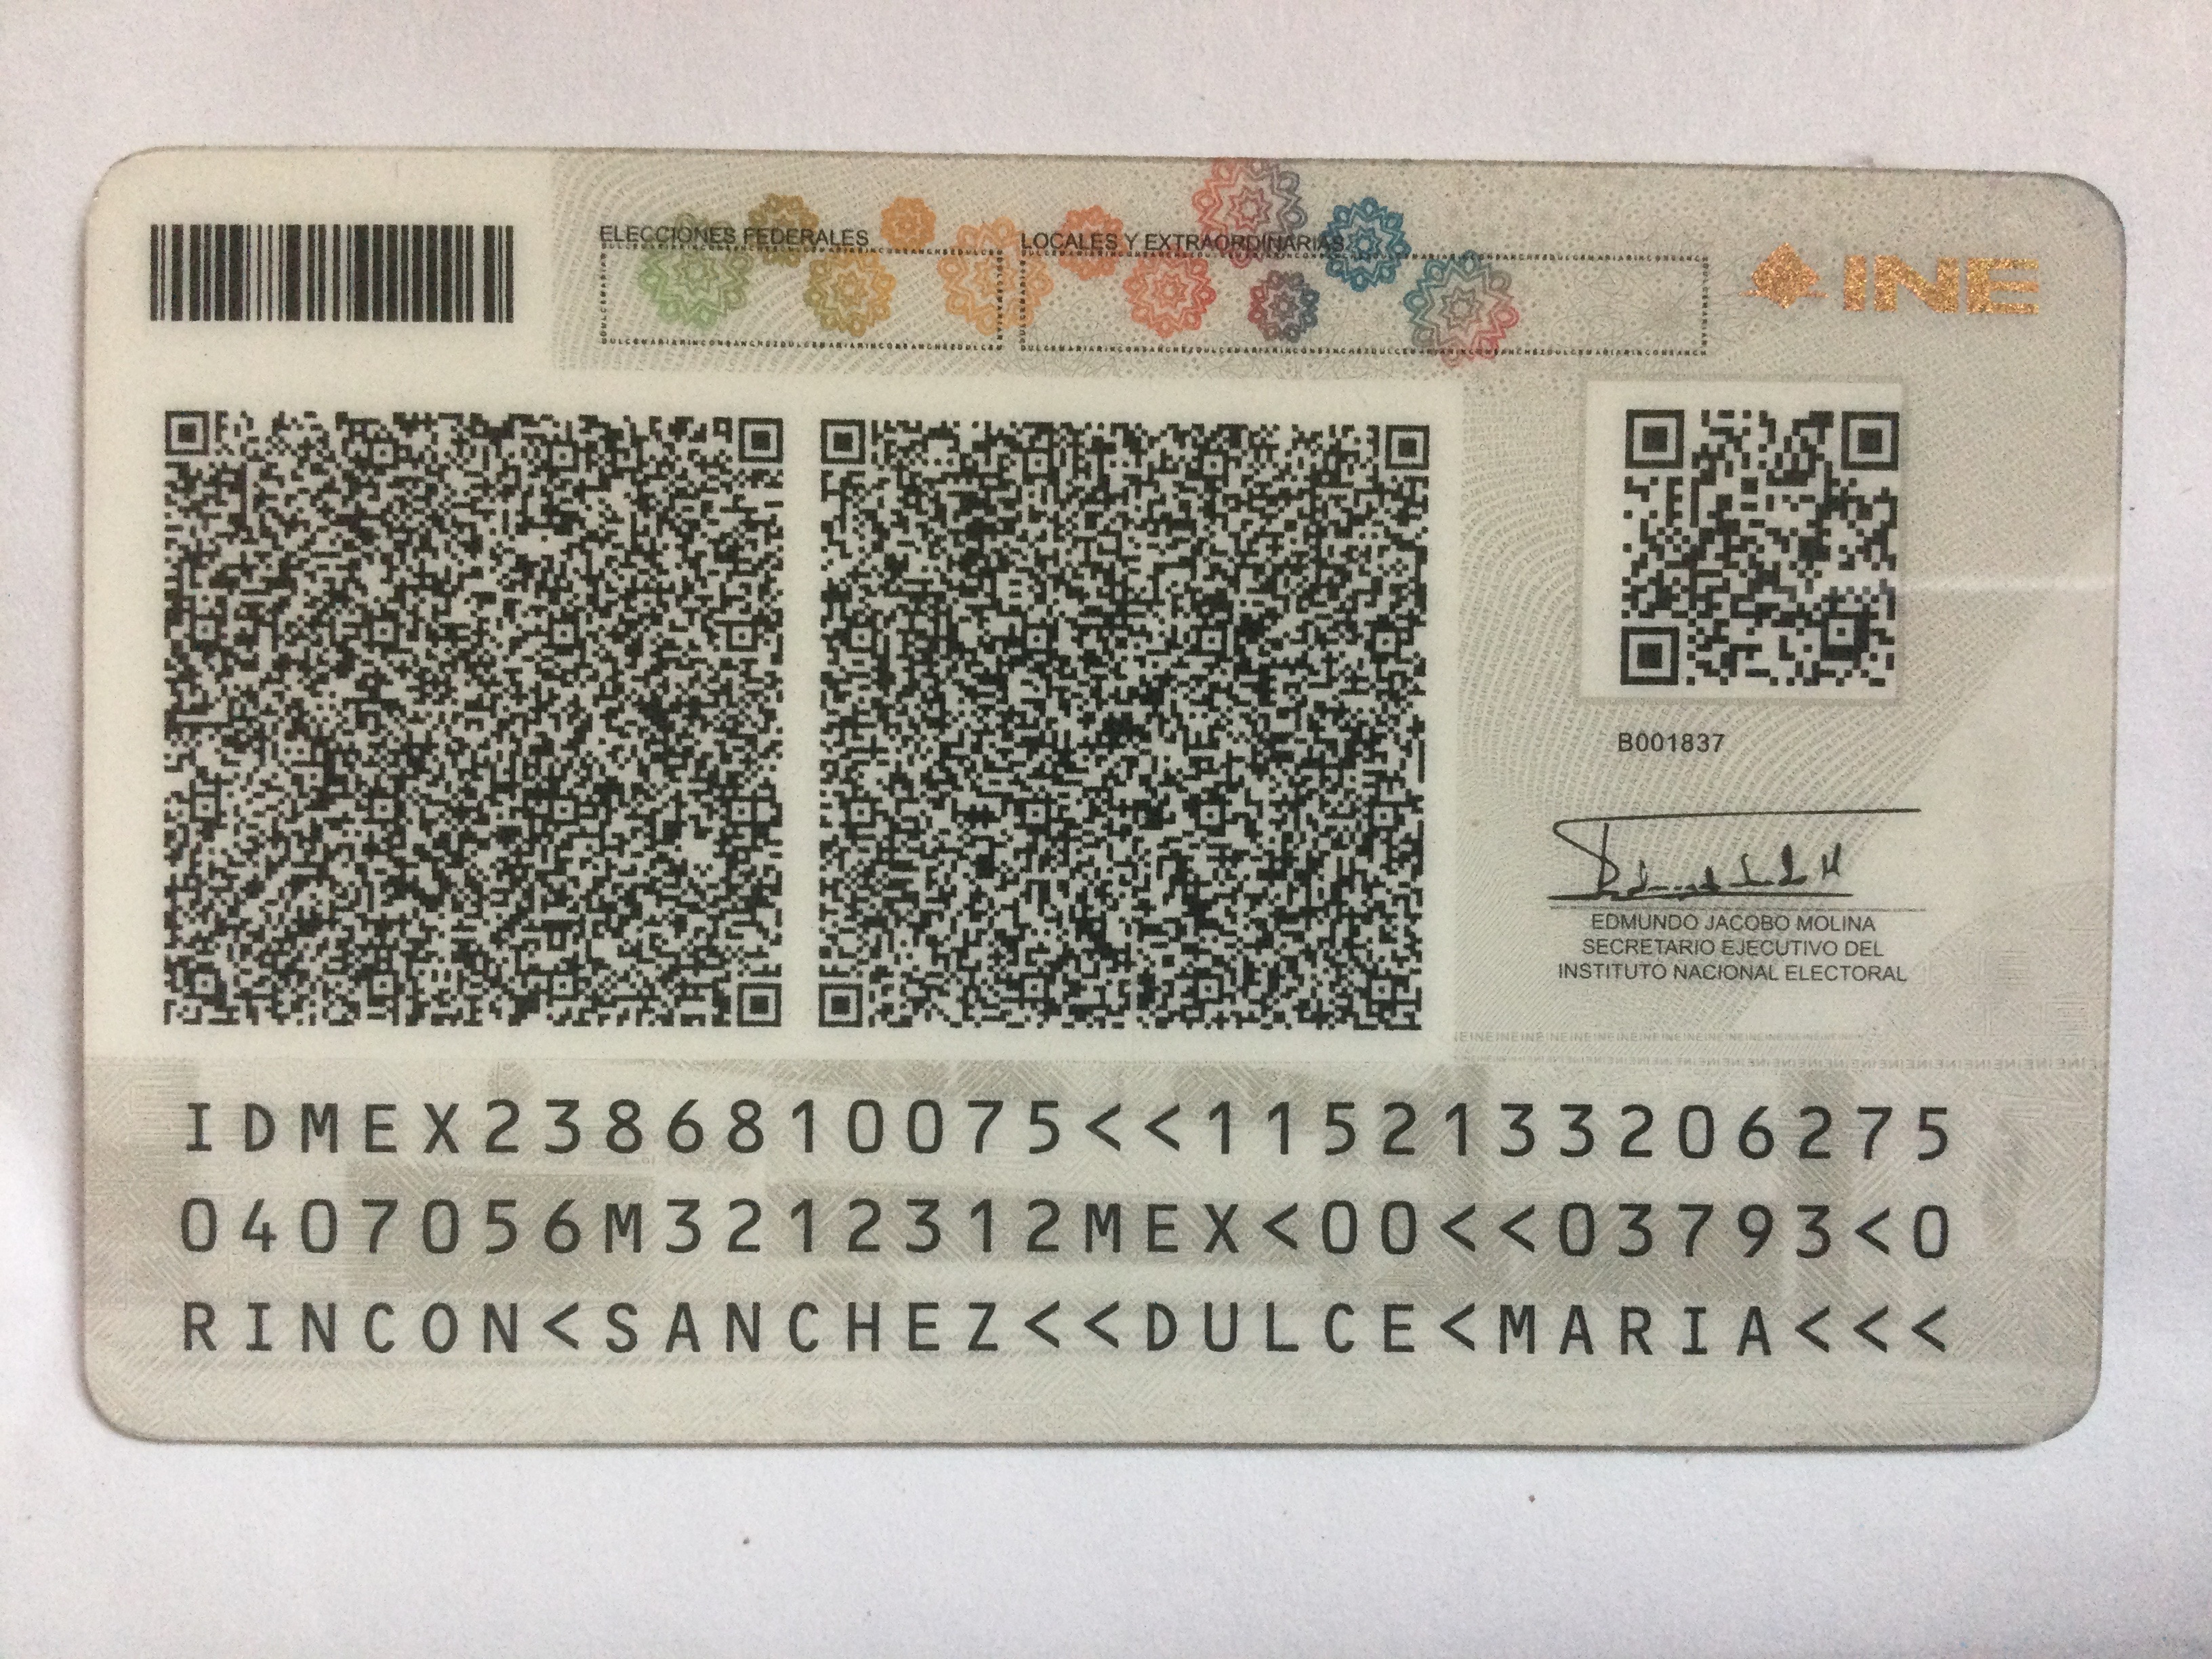 ELECCIONES FEDERALES
LOCALES Y EXTRAORDINARIAS
INE
B001837
EDMUNDO JACOBO MOLINA
SECRETARIO EJECUTIVO DEL
INSTITUTO NACIONAL ELECTORAL
IDMEX2386810075<<1152133206275
0407056M3212312MEX<00<<03793<0
RINCON<SANCHEZ<<DULCE<MARIA<<<